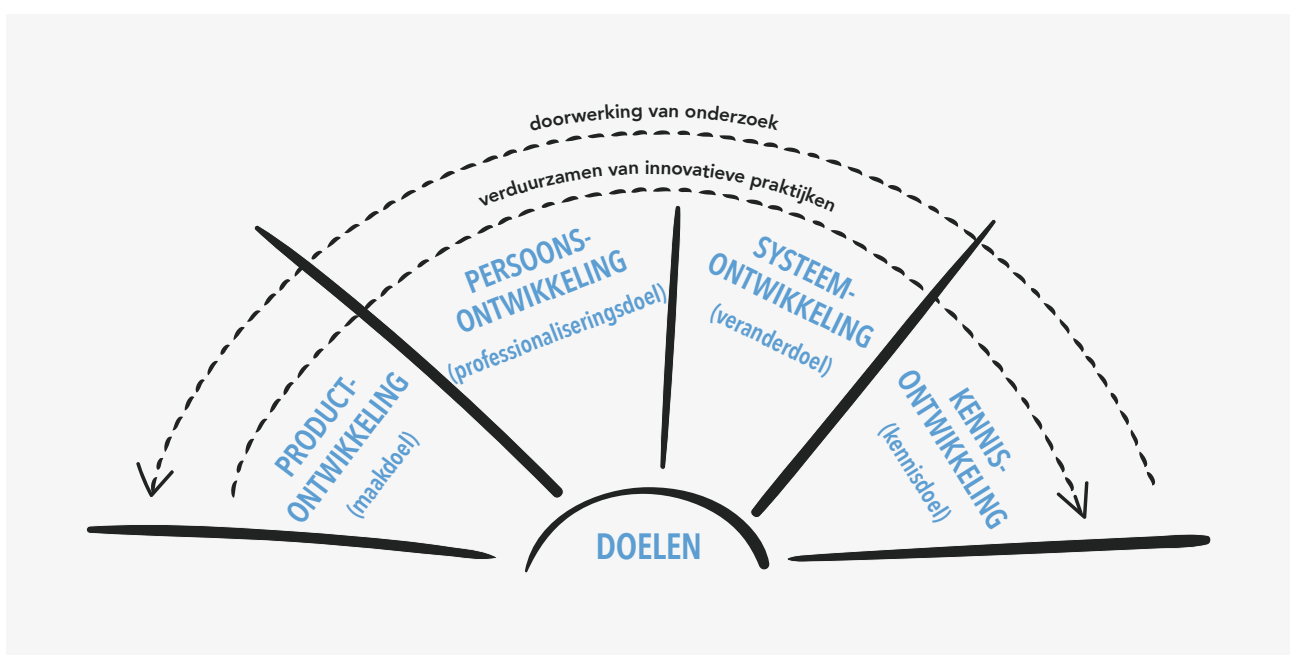 doorwerking van onderzoek
verduurzamen van innovatieve praktijken
PRODUCT-
ONTWIKKELING
(maakdoel)
PERSOONS-
ONTWIKKELING
(professionaliseringsdoel)
SYSTEEM-
ONTWIKKELING
(veranderdoel)
KENNIS-
ONTWIKKELING
(kennisdoel)
DOELEN